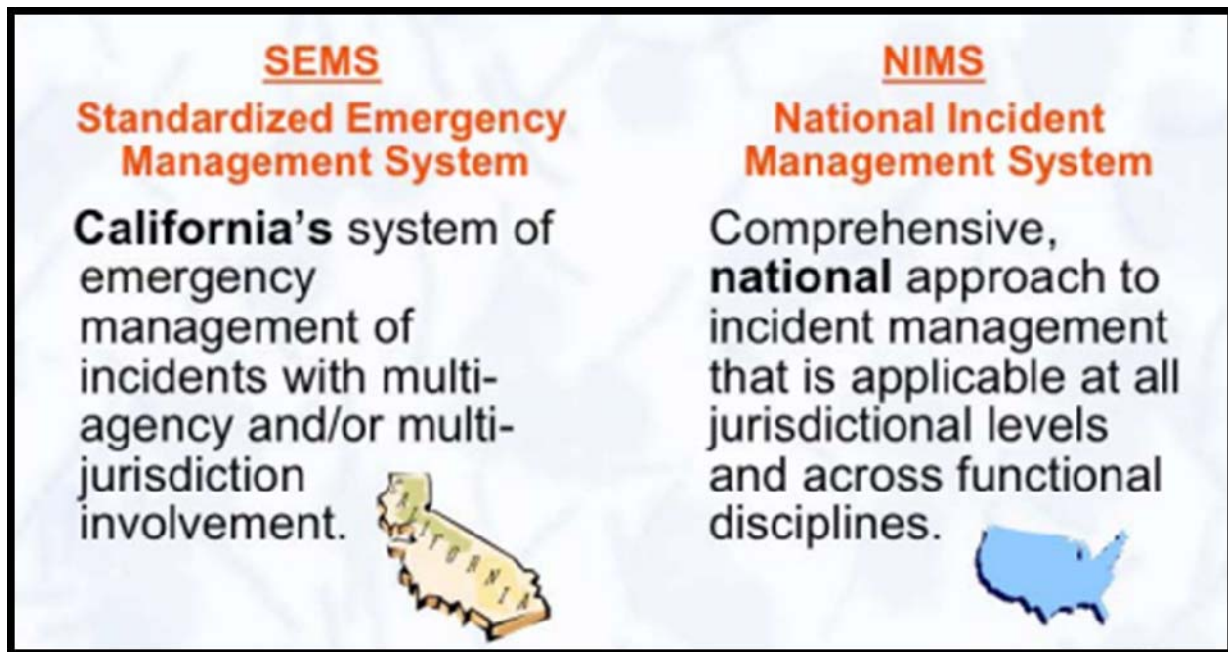 SEMS
Standardized Emergency
Management System
California's system of
emergency
management of
incidents with multi-
agency and/or multi-
jurisdiction
involvement.
CALIFORNIA
NIMS
National Incident
Management System
Comprehensive,
national approach to
incident management
that is applicable at all
jurisdictional levels
and across functional
disciplines.